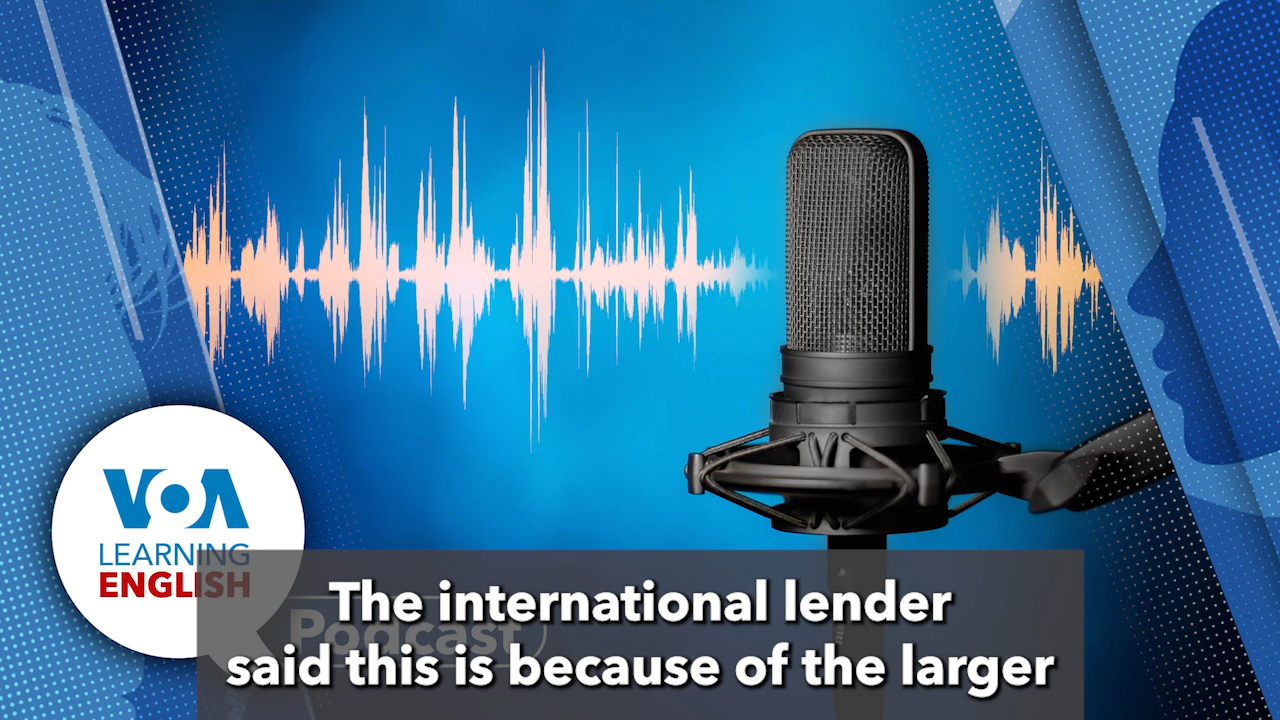 VOA
LEARNING
ENGLISH
Podcast
The international lender
said this is because of the larger